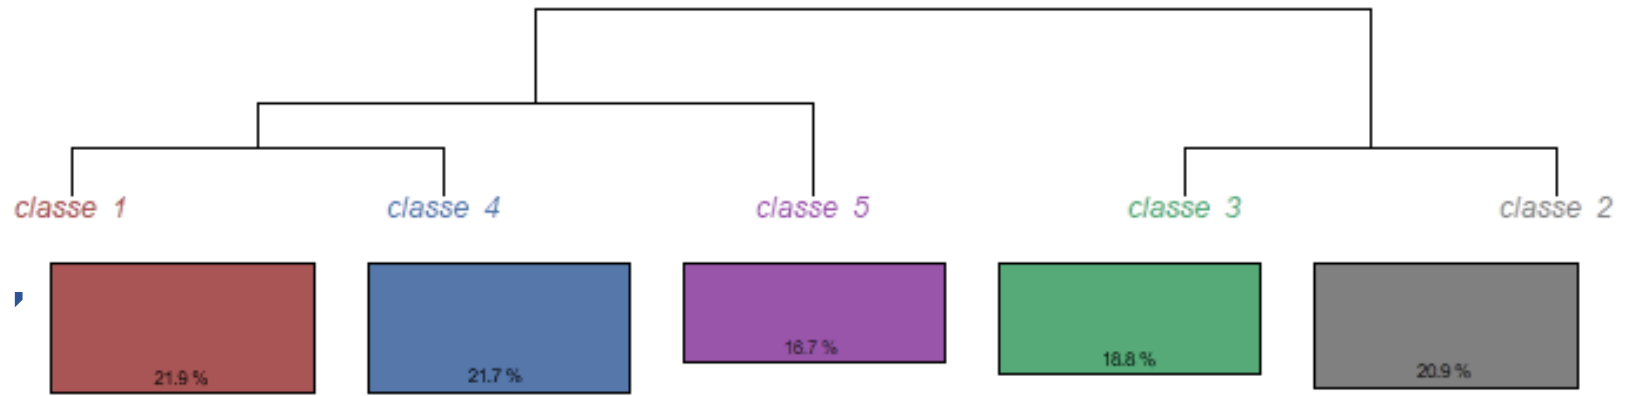 classe 1
classe 4
classe 5
classe 3
classe 2
21.9 %
21.7 %
16.7 %
18.8 %
20.9 %